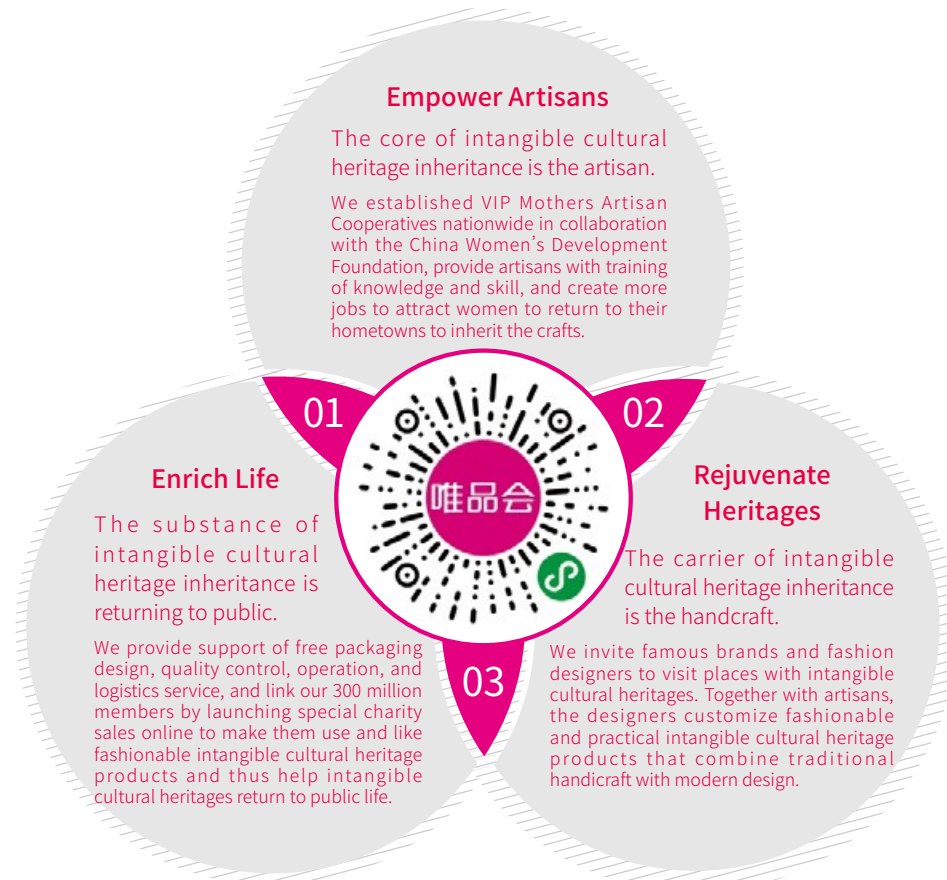 Empower Artisans
The core of intangible cultural
heritage inheritance is the artisan.
We established VIP Mothers Artisan
Cooperatives nationwide in collaboration
with the China Women's Development
Foundation, provide artisans with training
of knowledge and skill, and create more
jobs to attract women to return to their
hometowns to inherit the crafts.
01
02
唯品会
Enrich Life
The substance of
intangible cultural
heritage inheritance is
returning to public.
We provide support of free packaging
design, quality control, operation, and
logistics service, and link our 300 million
members by launching special charity
sales online to make them use and like
fashionable intangible cultural heritage
products and thus help intangible
cultural heritages return to public life.
Rejuvenate
Heritages
The carrier of intangible
cultural heritage inheritance
is the handcraft.
We invite famous brands and fashion
designers to visit places with intangible
cultural heritages. Together with artisans,
the designers customize fashionable
and practical intangible cultural heritage
products that combine traditional
handicraft with modern design.
03